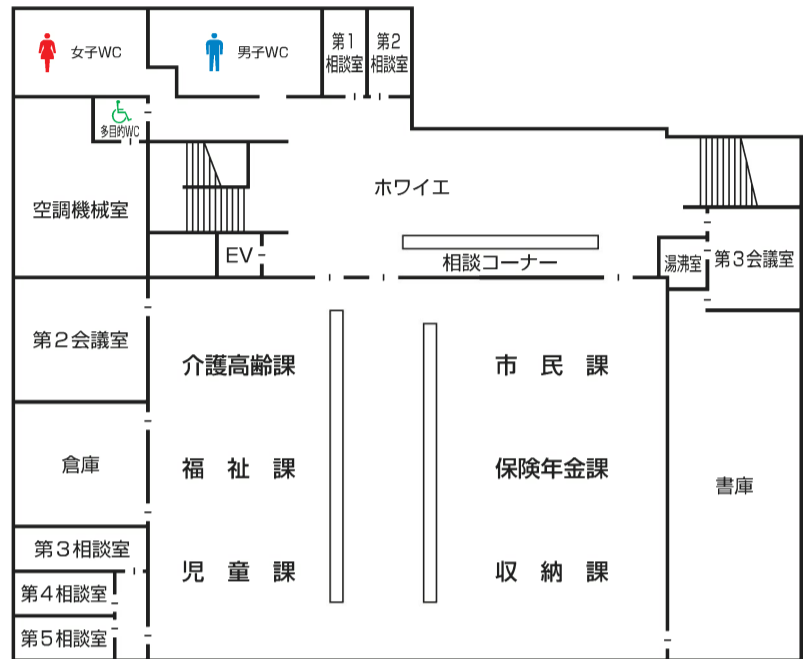 女子WC
男子WC
第1
相談室
第2
相談室
多目的WC
ホワイエ
空調機械室
EV
相談コーナー
湯沸室
第3会議室
第2会議室
介護高齢課
市民課
倉庫
福祉課
保険年金課
書庫
第3相談室
児童課
収納課
第4相談室
第5相談室